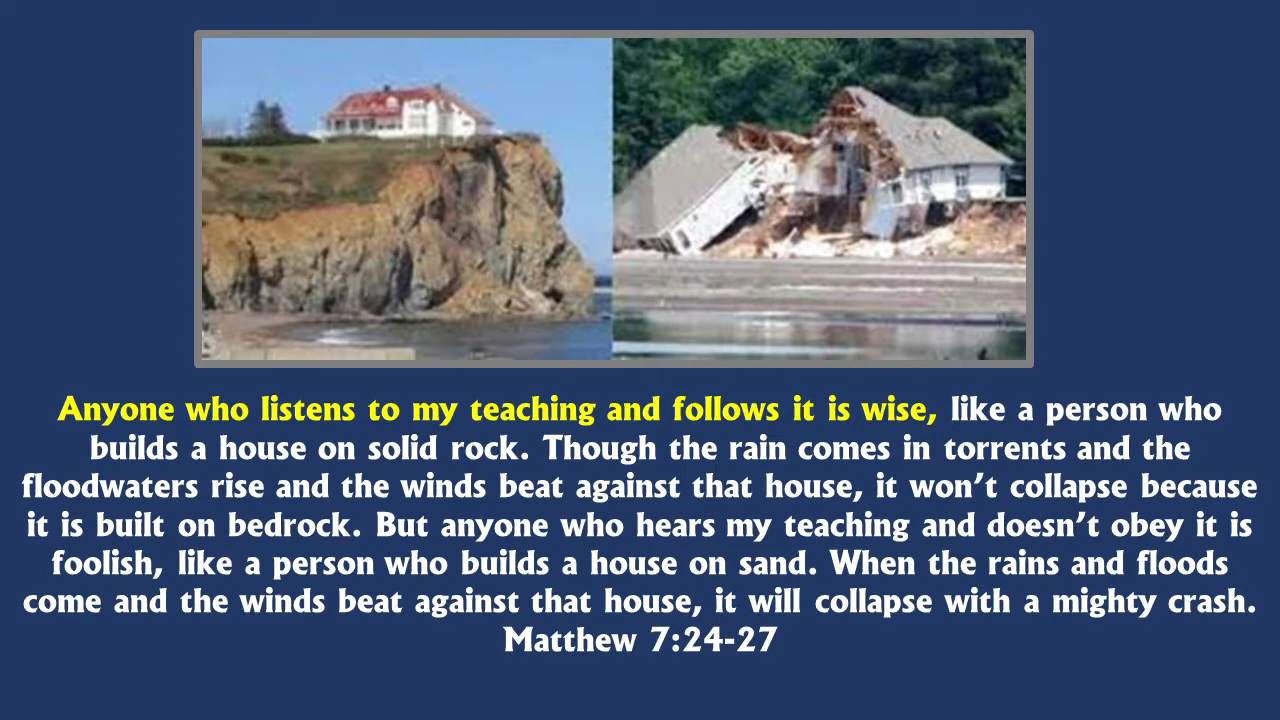 Anyone who listens to my teaching and follows it is wise, like a person who
builds a house on solid rock. Though the rain comes in torrents and the
floodwaters rise and the winds beat against that house, it won’t collapse because
it is built on bedrock. But anyone who hears my teaching and doesn’t obey it is
foolish, like a person who builds a house on sand. When the rains and floods
come and the winds beat against that house, it will collapse with a mighty crash.
Matthew 7:24-27